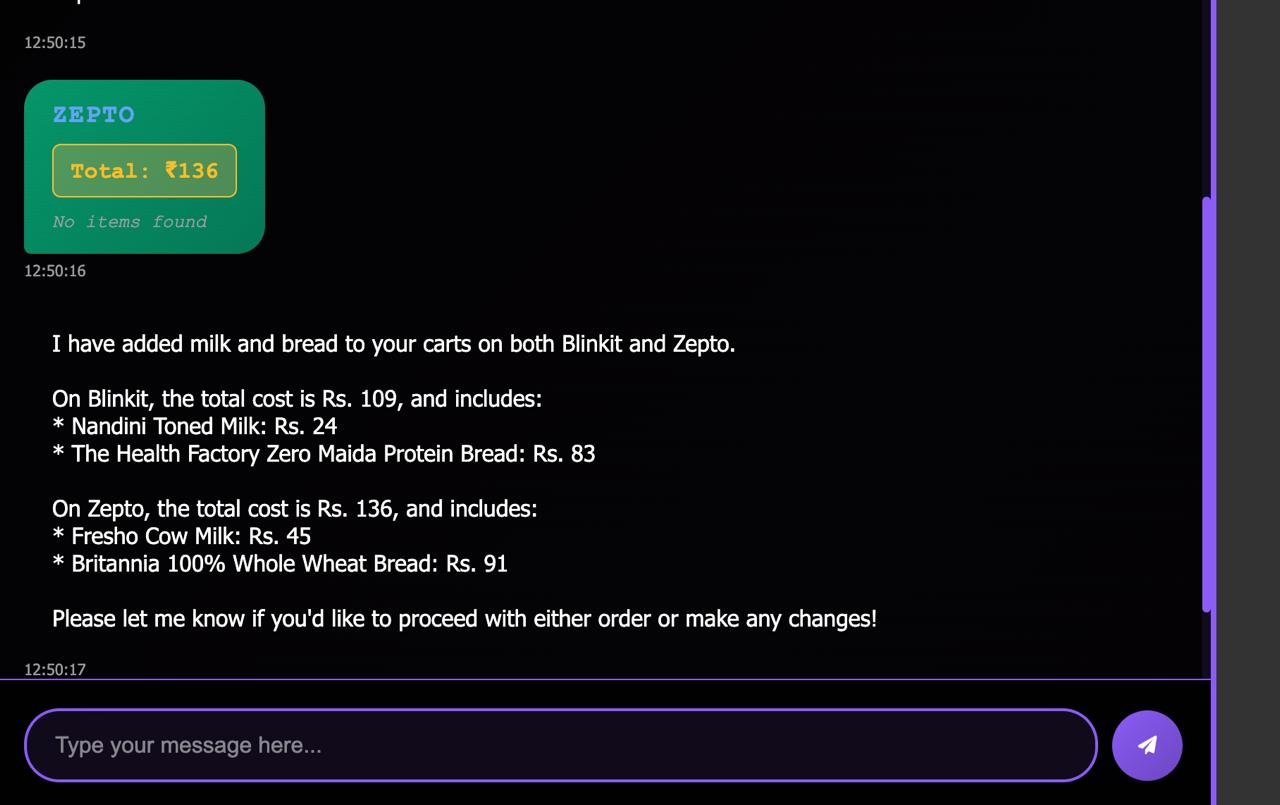 12:50:15
ZEPTO
Total: ₹136
No items found
12:50:16
I have added milk and bread to your carts on both Blinkit and Zepto.
On Blinkit, the total cost is Rs. 109, and includes:
* Nandini Toned Milk: Rs. 24
* The Health Factory Zero Maida Protein Bread: Rs. 83
On Zepto, the total cost is Rs. 136, and includes:
* Fresho Cow Milk: Rs. 45
* Britannia 100% Whole Wheat Bread: Rs. 91
Please let me know if you'd like to proceed with either order or make any changes!
12:50:17
Type your message here...